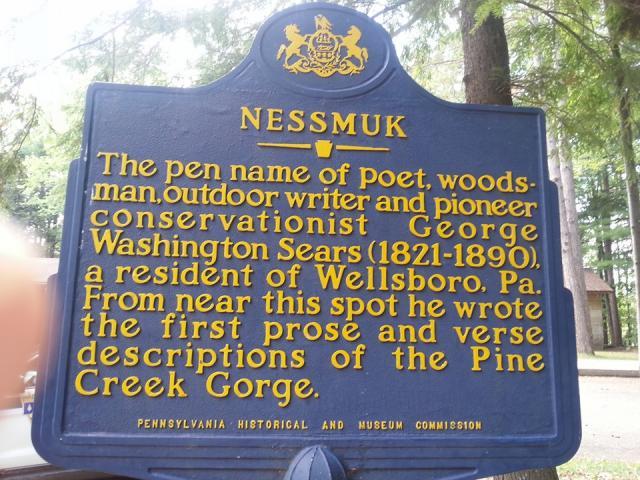 NESSMUK
The pen name of poet, woods-
man, outdoor writer and pioneer
conservationist George
Washington Sears (1821-1890),
a resident of Wellsboro, Pa.
From near this spot he wrote
the first prose and verse
descriptions of the Pine
Creek Gorge.
PENNSYLVANIA HISTORICAL AND MUSEUM COMMISSION